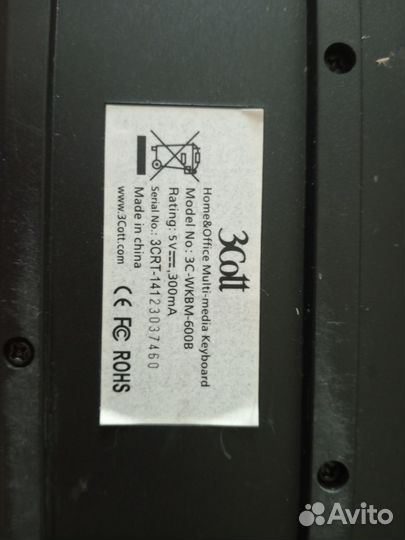 3Cott
Home&Office Multi-media Keyboard
Model No: 3C-WKBM-600B
Rating: 5V⎓,300mA
Serial No.: 3CRT-14123037460
Made in china
www.3Cott.com
CE FC ROHS
Avito